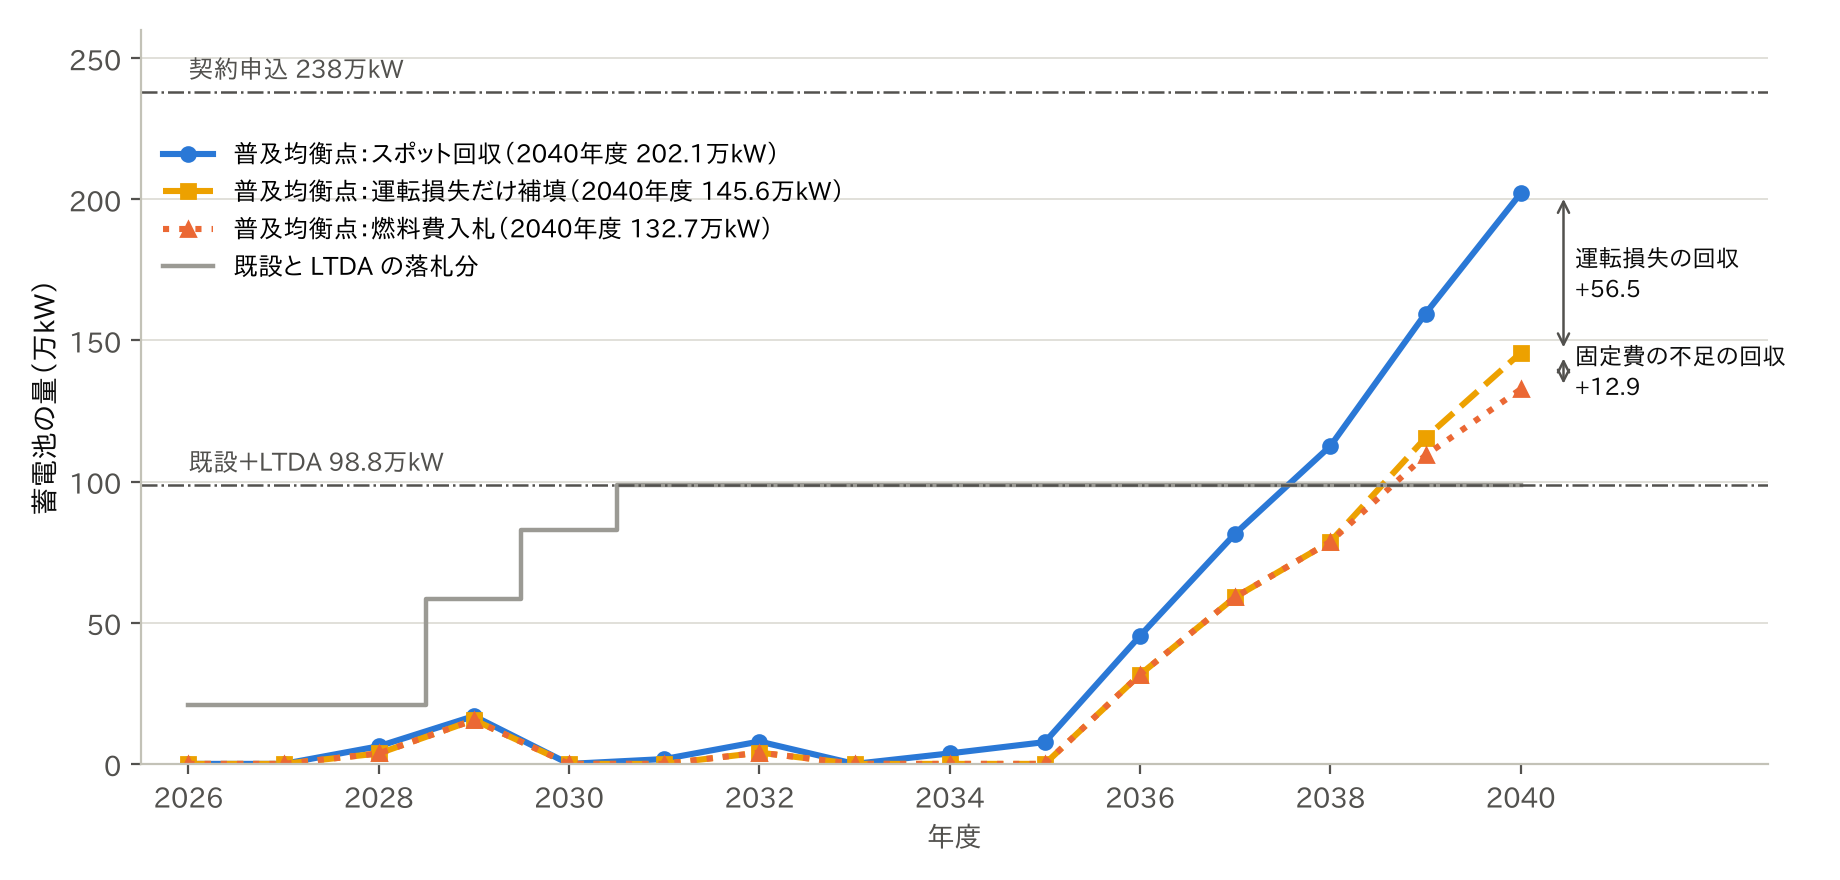 契約申込 238万kW
普及均衡点：スポット回収（2040年度 202.1万kW）
普及均衡点：運転損失だけ補填（2040年度 145.6万kW）
普及均衡点：燃料費入札（2040年度 132.7万kW）
既設と LTDA の落札分
既設＋LTDA 98.8万kW
運転損失の回収
+56.5
固定費の不足の回収
+12.9
蓄電池の量（万kW）
250
200
150
100
50
0
2026
2028
2030
2032
2034
2036
2038
2040
年度